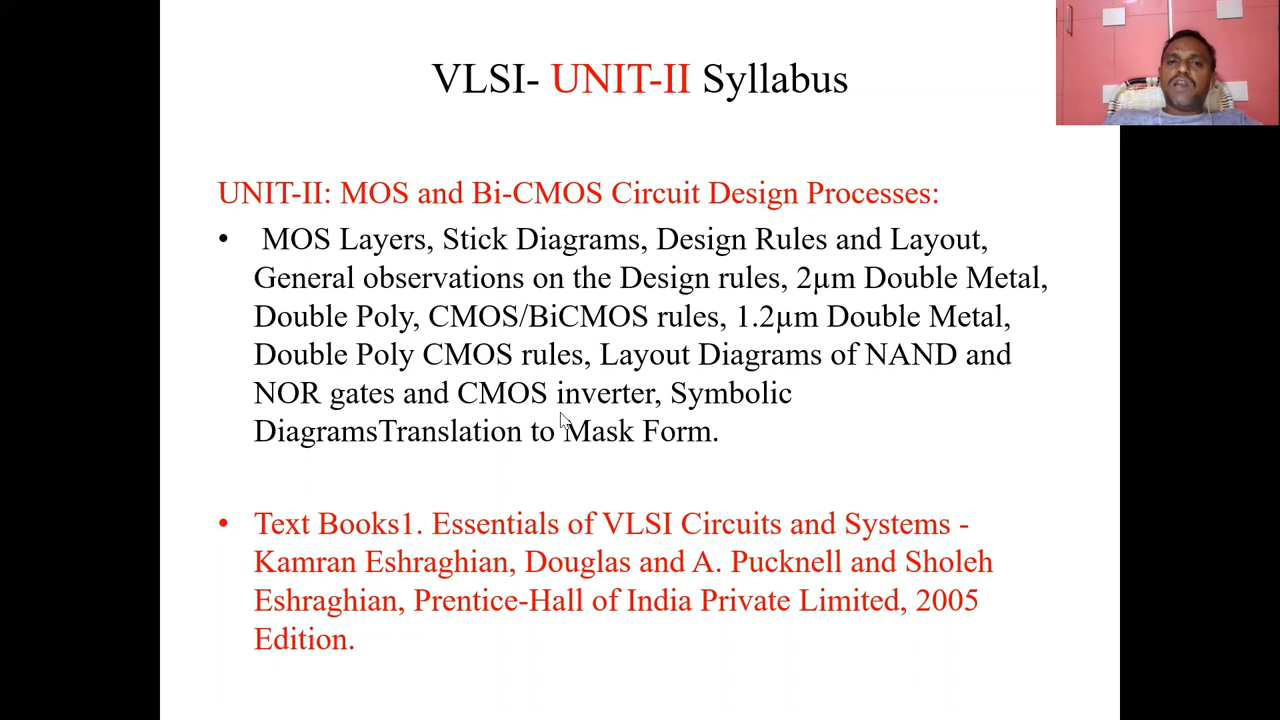 VLSI- UNIT-II Syllabus
UNIT-II: MOS and Bi-CMOS Circuit Design Processes:
• MOS Layers, Stick Diagrams, Design Rules and Layout,
General observations on the Design rules, 2µm Double Metal,
Double Poly, CMOS/BiCMOS rules, 1.2µm Double Metal,
Double Poly CMOS rules, Layout Diagrams of NAND and
NOR gates and CMOS inverter, Symbolic
DiagramsTranslation to Mask Form.
• Text Books1. Essentials of VLSI Circuits and Systems -
Kamran Eshraghian, Douglas and A. Pucknell and Sholeh
Eshraghian, Prentice-Hall of India Private Limited, 2005
Edition.